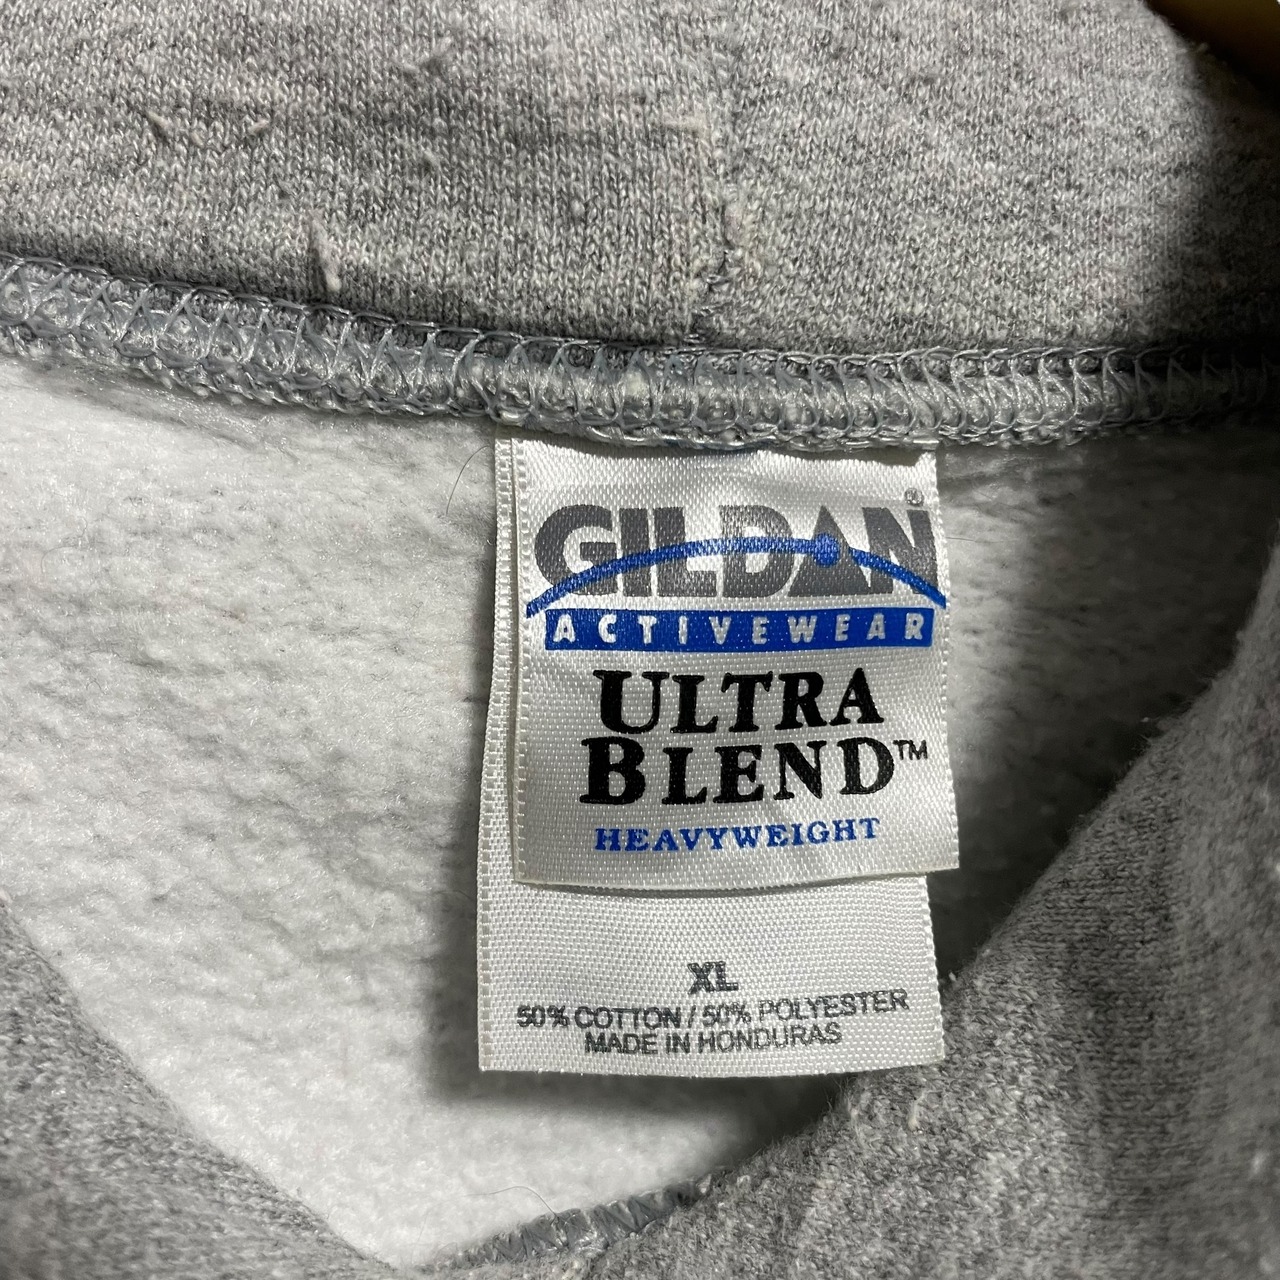 GILDAN®
ACTIVEWEAR
ULTRA
BLEND™
HEAVYWEIGHT
XL
50% COTTON / 50% POLYESTER
MADE IN HONDURAS